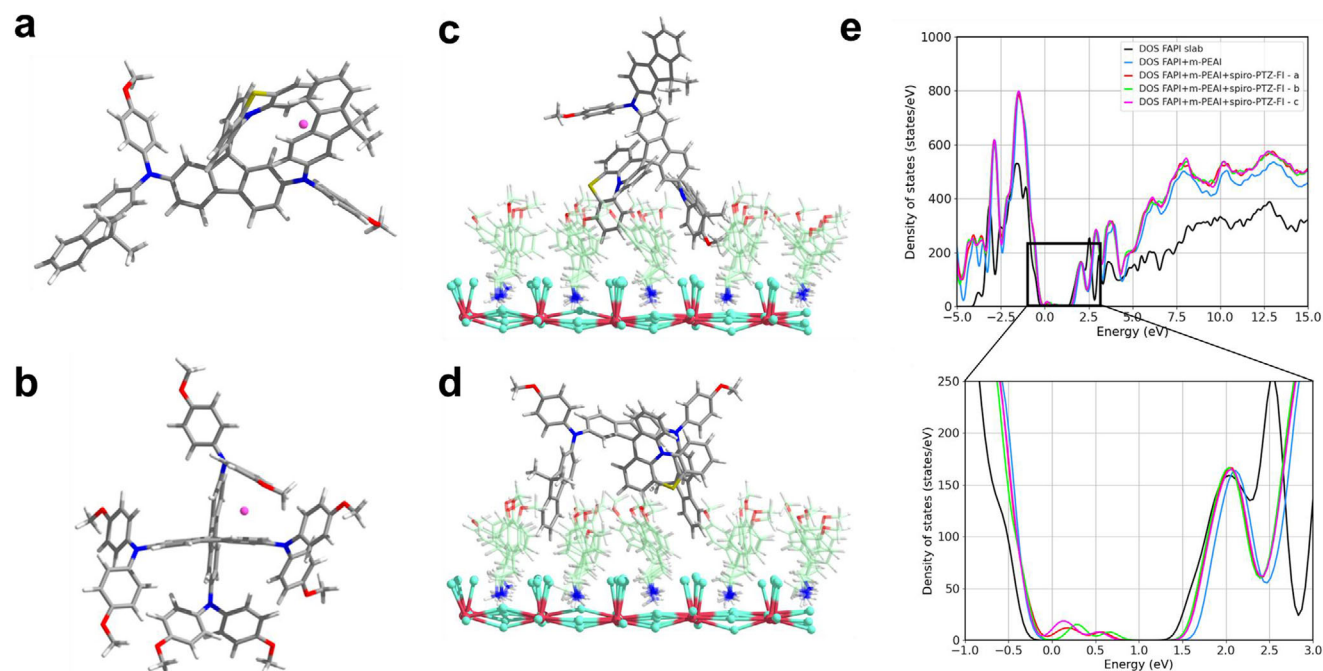 a
b
c
d
e
1000
800
600
400
200
0
Density of states (states/eV)
DOS FAPI slab
DOS FAPI+m-PEAI
DOS FAPI+m-PEAI+spiro-PTZ-Fl - a
DOS FAPI+m-PEAI+spiro-PTZ-Fl - b
DOS FAPI+m-PEAI+spiro-PTZ-Fl - c
−5.0 −2.5 0.0 2.5 5.0 7.5 10.0 12.5 15.0
Energy (eV)
250
200
150
100
50
0
Density of states (states/eV)
−1.0 −0.5 0.0 0.5 1.0 1.5 2.0 2.5 3.0
Energy (eV)